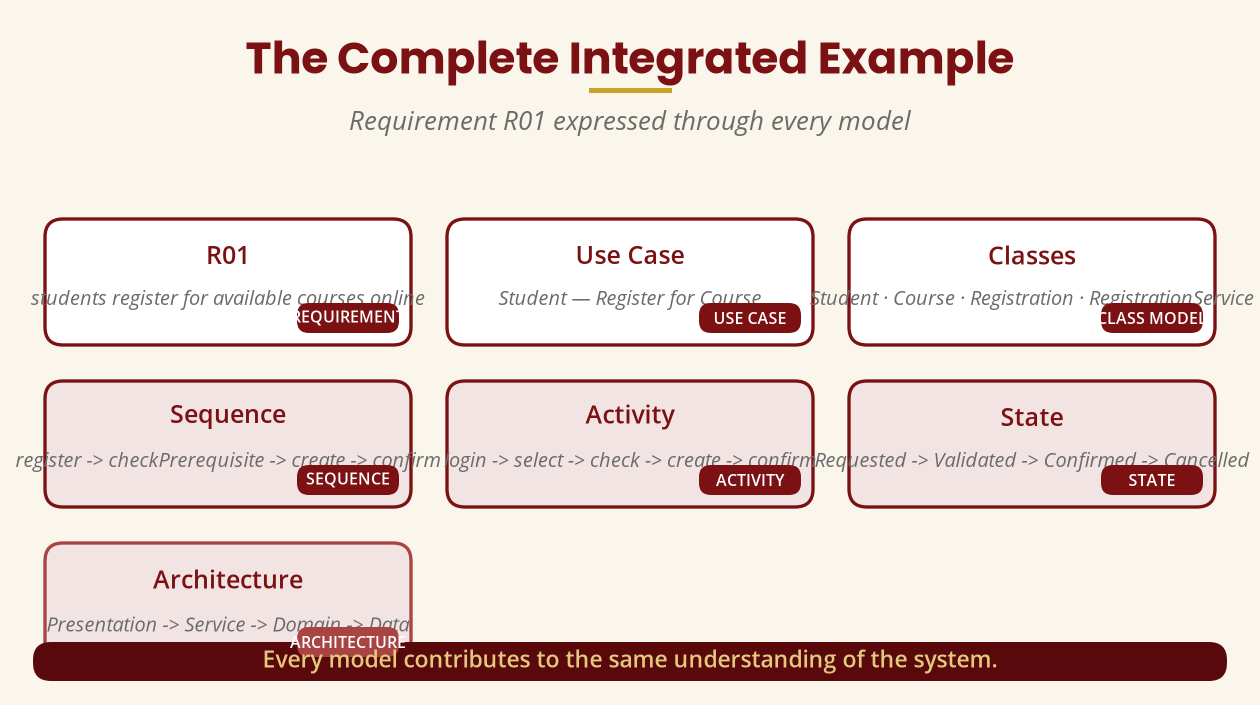 The Complete Integrated Example
Requirement R01 expressed through every model
R01
students register for available courses online
REQUIREMENT
Use Case
Student — Register for Course
USE CASE
Classes
Student · Course · Registration · RegistrationService
CLASS MODEL
Sequence
register -> checkPrerequisite -> create -> confirm
SEQUENCE
Activity
login -> select -> check -> create -> confirm
ACTIVITY
State
Requested -> Validated -> Confirmed -> Cancelled
STATE
Architecture
Presentation -> Service -> Domain -> Data
ARCHITECTURE
Every model contributes to the same understanding of the system.